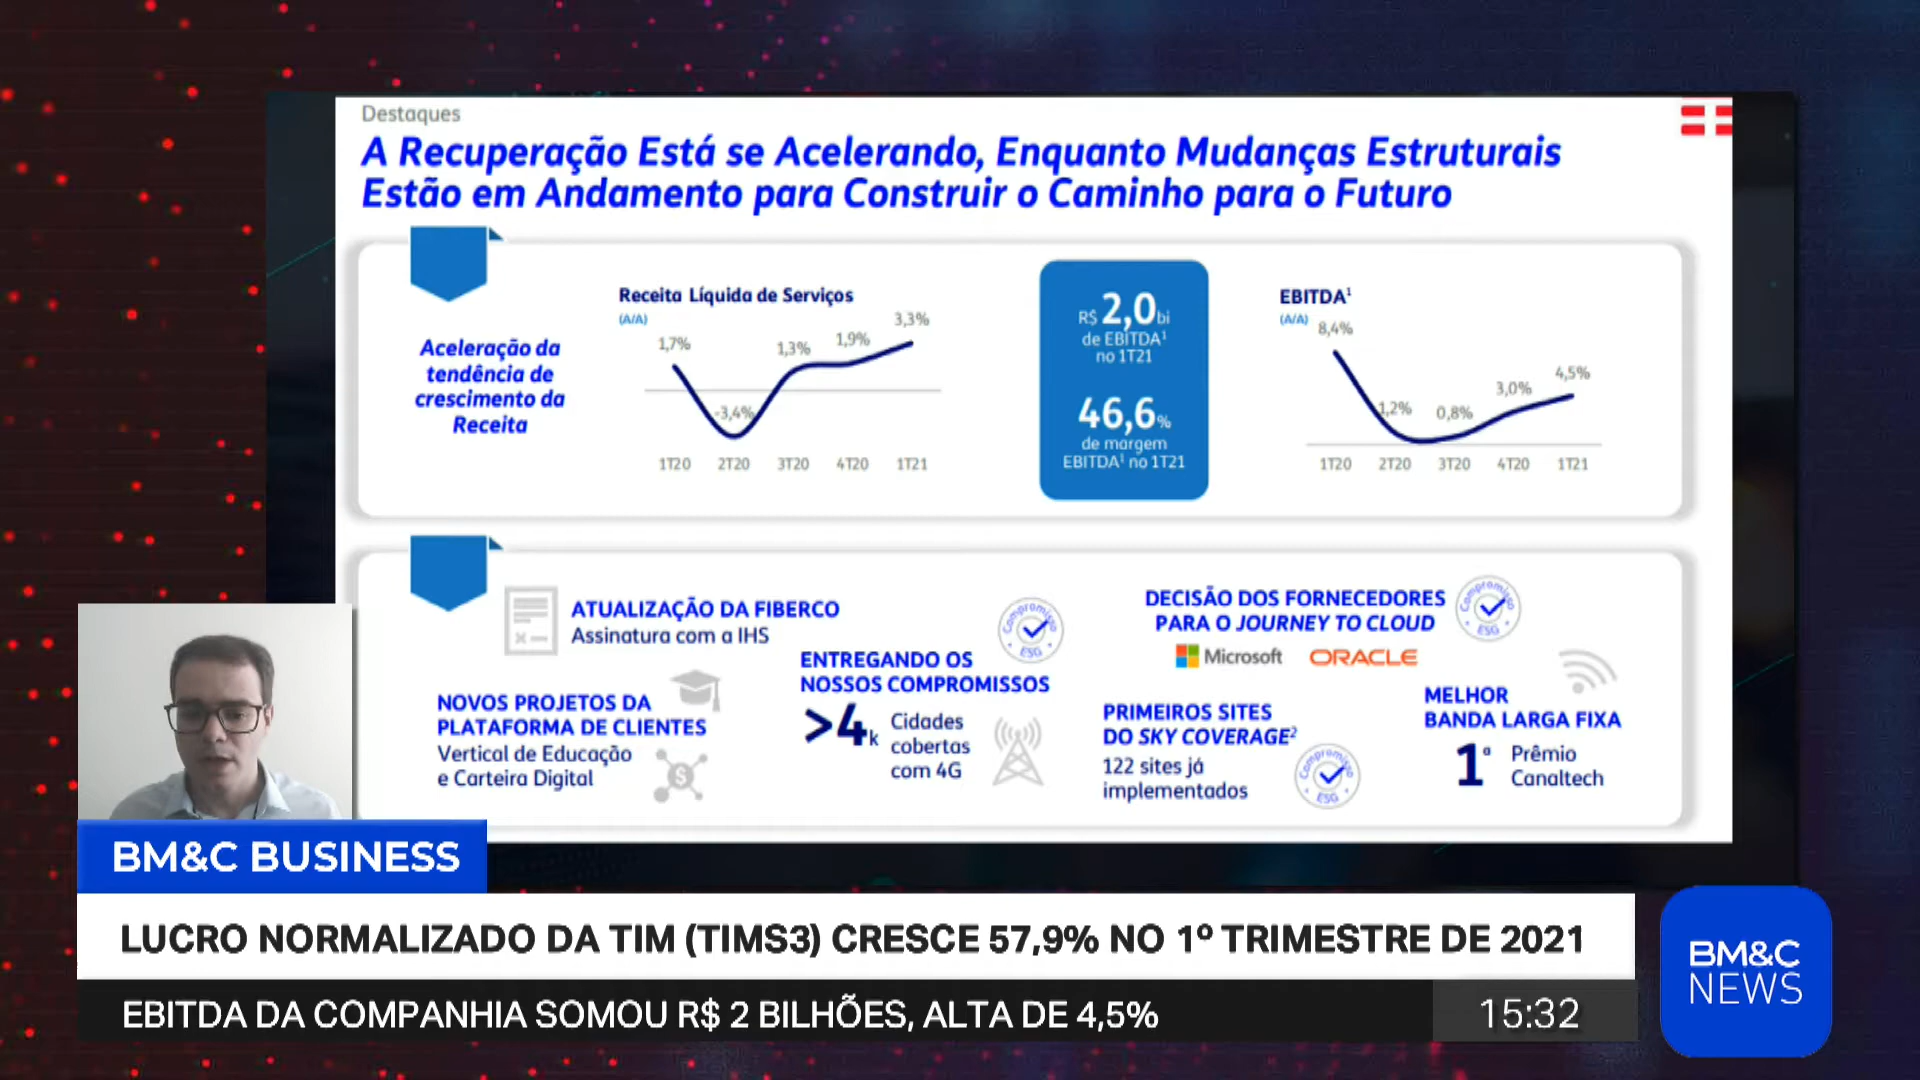 Destaques
A Recuperação Está se Acelerando, Enquanto Mudanças Estruturais
Estão em Andamento para Construir o Caminho para o Futuro
Aceleração da
tendência de
crescimento da
Receita
Receita Líquida de Serviços
(A/A)
1,7%
-3,4%
1,3%
1,9%
3,3%
1T20 2T20 3T20 4T20 1T21
R$ 2,0bi
de EBITDA¹
no 1T21
46,6%
de margem
EBITDA¹ no 1T21
EBITDA¹
(A/A)
8,4%
1,2%
0,8%
3,0%
4,5%
1T20 2T20 3T20 4T20 1T21
ATUALIZAÇÃO DA FIBERCO
Assinatura com a IHS
NOVOS PROJETOS DA
PLATAFORMA DE CLIENTES
Vertical de Educação
e Carteira Digital
Compromisso
ESG
ENTREGANDO OS
NOSSOS COMPROMISSOS
>4k
Cidades
cobertas
com 4G
DECISÃO DOS FORNECEDORES
PARA O JOURNEY TO CLOUD
Compromisso
ESG
Microsoft ORACLE
PRIMEIROS SITES
DO SKY COVERAGE²
122 sites já
implementados
Compromisso
ESG
MELHOR
BANDA LARGA FIXA
1ª
Prêmio
Canaltech
BM&C BUSINESS
LUCRO NORMALIZADO DA TIM (TIMS3) CRESCE 57,9% NO 1º TRIMESTRE DE 2021
EBITDA DA COMPANHIA SOMOU R$ 2 BILHÕES, ALTA DE 4,5%
15:32
BM&C
NEWS